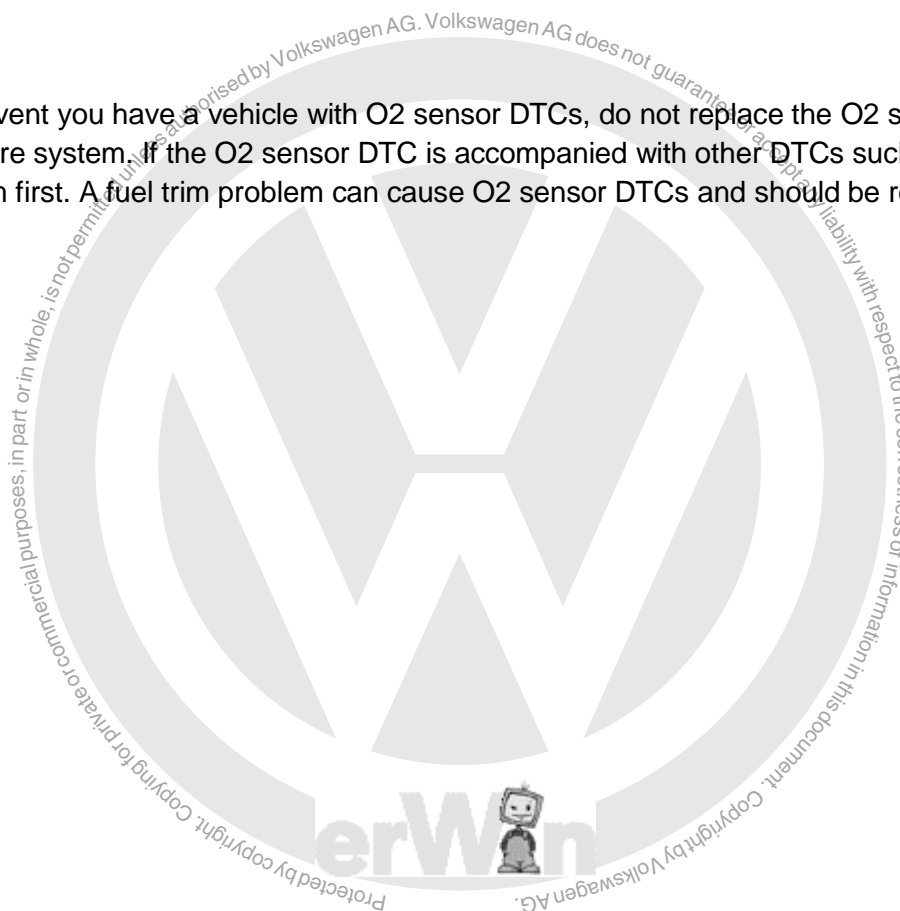 vent you have a vehicle with O2 sensor DTCs, do not replace the O2 s
re system. If the O2 sensor DTC is accompanied with other DTCs suc
n first. A fuel trim problem can cause O2 sensor DTCs and should be r
Protected by copyright. Copying for private or commercial purposes, in part or in whole, is not permitted unless authorised by Volkswagen AG. Volkswagen AG does not guarantee or accept any liability with respect to the correctness of information in this document. Copyright by Volkswagen AG.
erWin